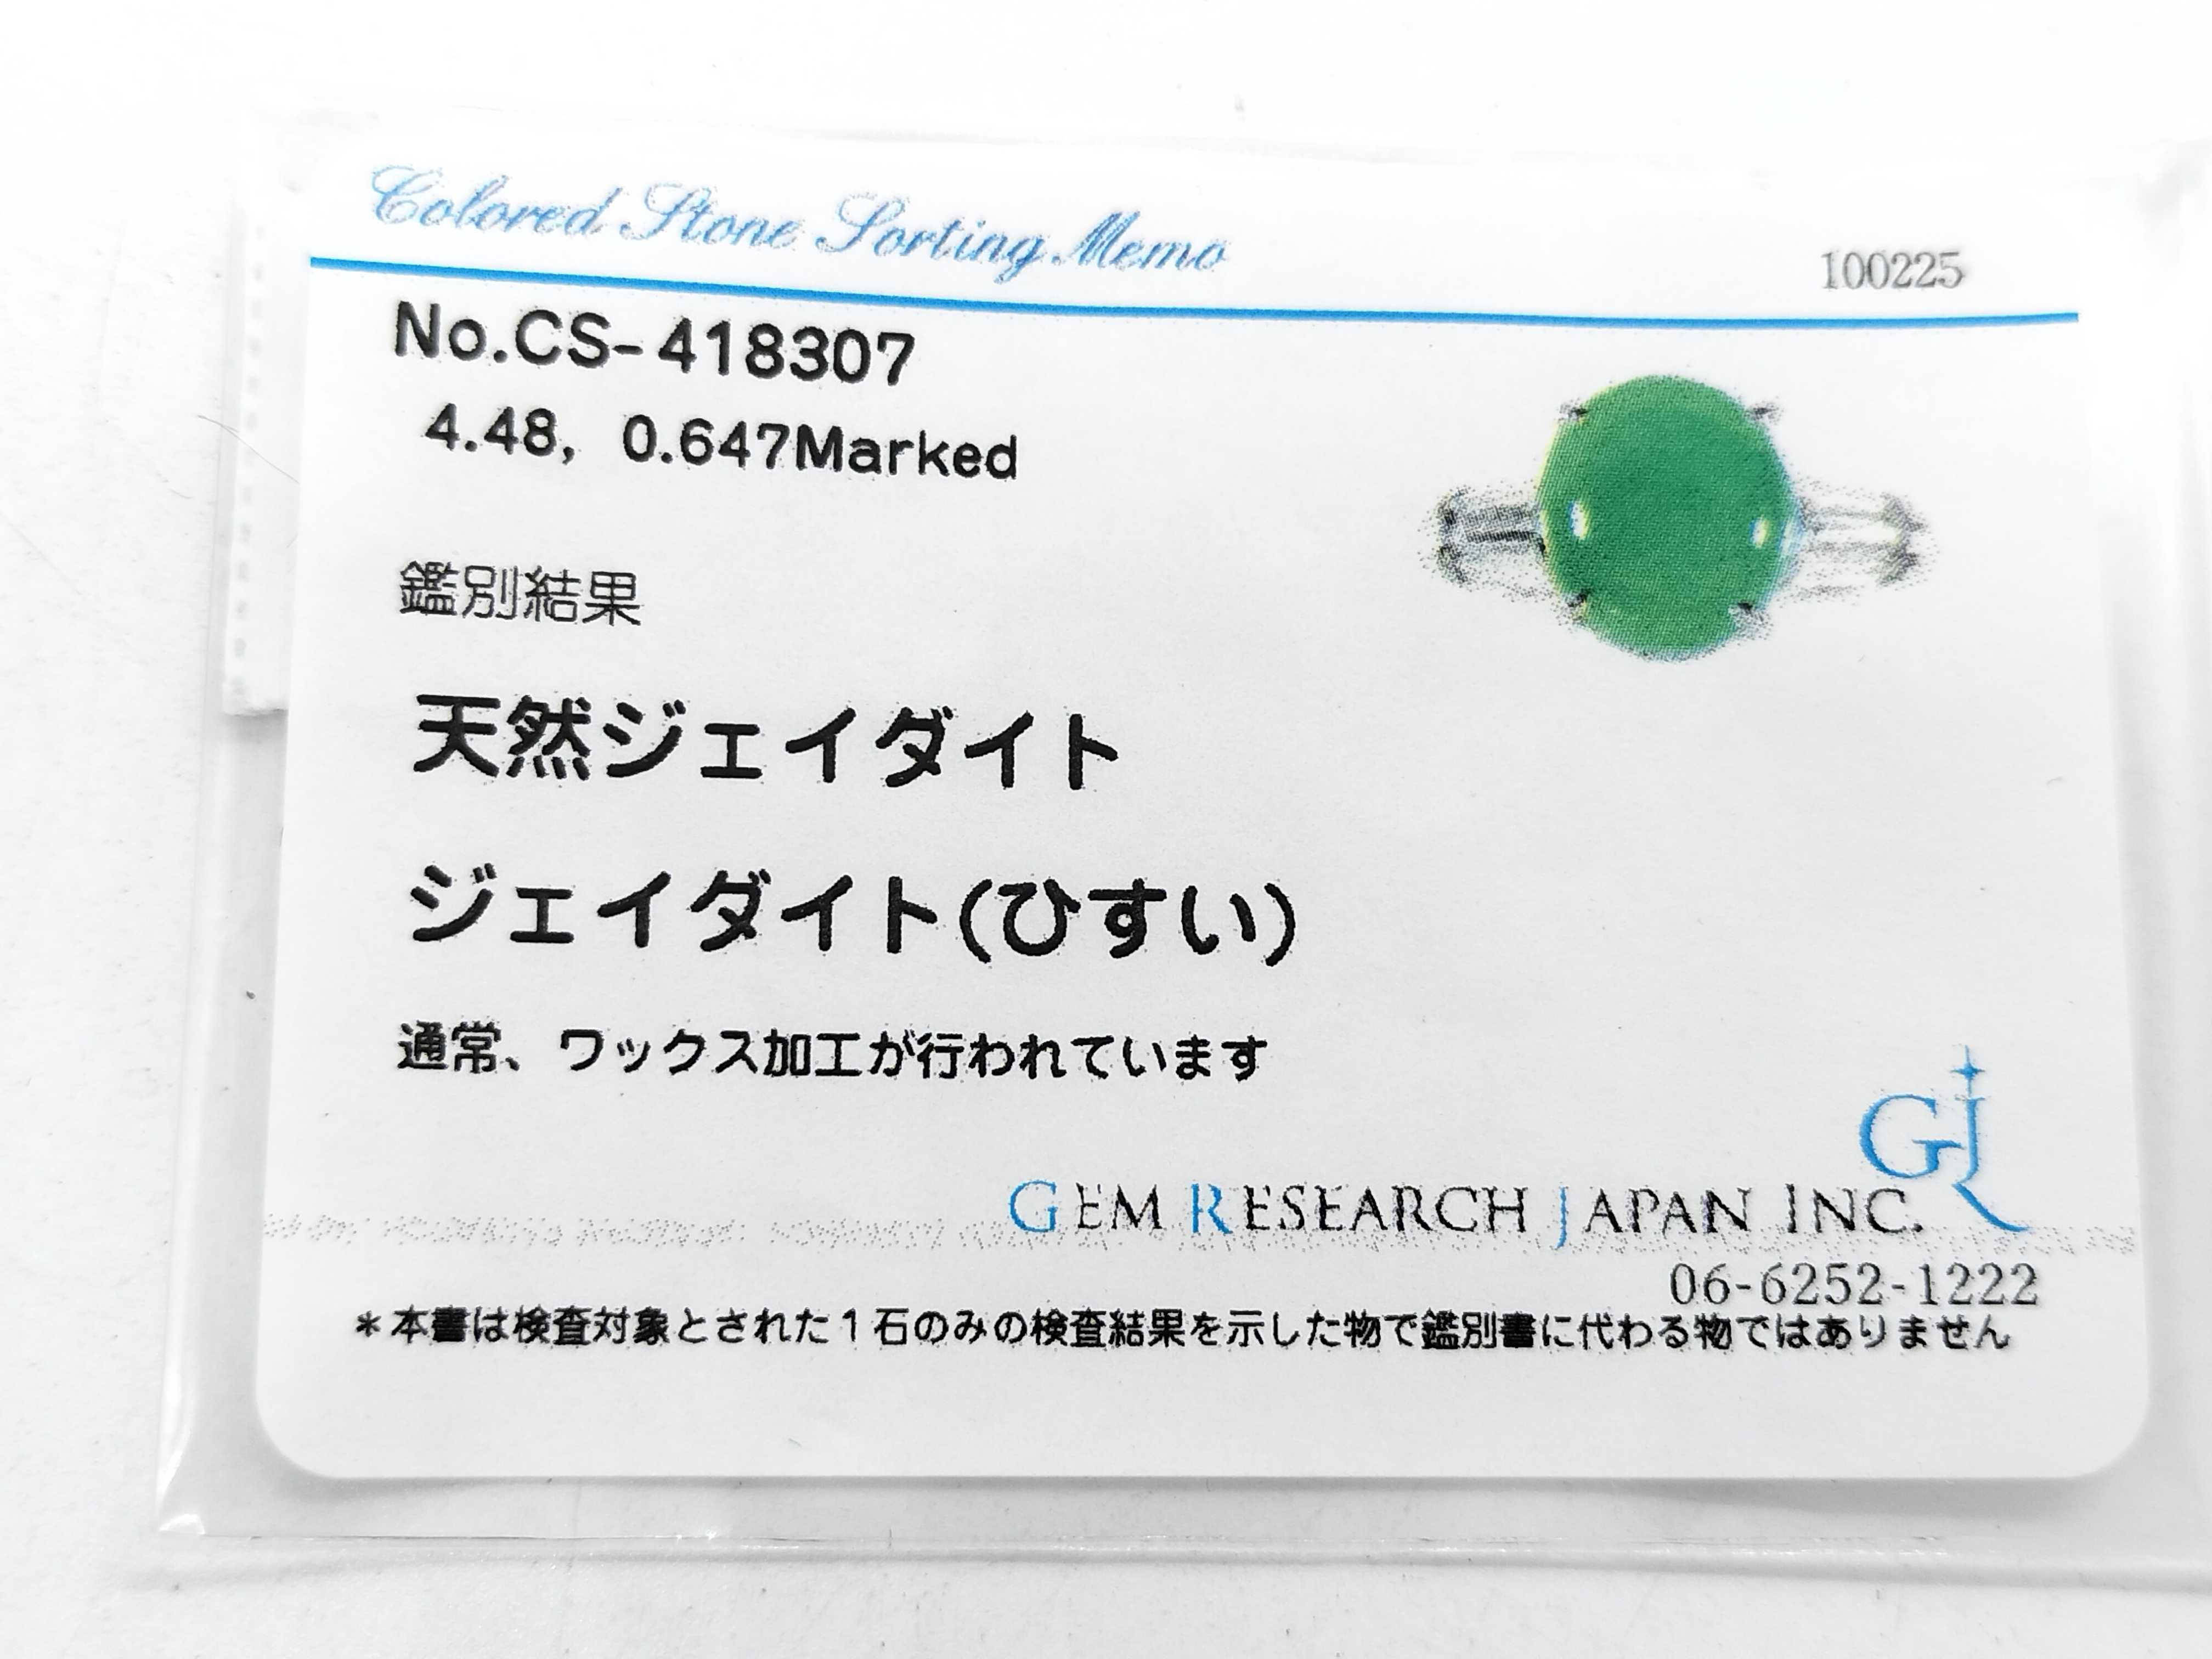 Colored Stone Sorting Memo
100225
No.CS-418307
4.48, 0.647Marked
鑑別結果
天然ジェイダイト
ジェイダイト(ひすい)
通常、ワックス加工が行われています
GJ
GEM RESEARCH JAPAN INC.
06-6252-1222
*本書は検査対象とされた1石のみの検査結果を示した物で鑑別書に代わる物ではありません